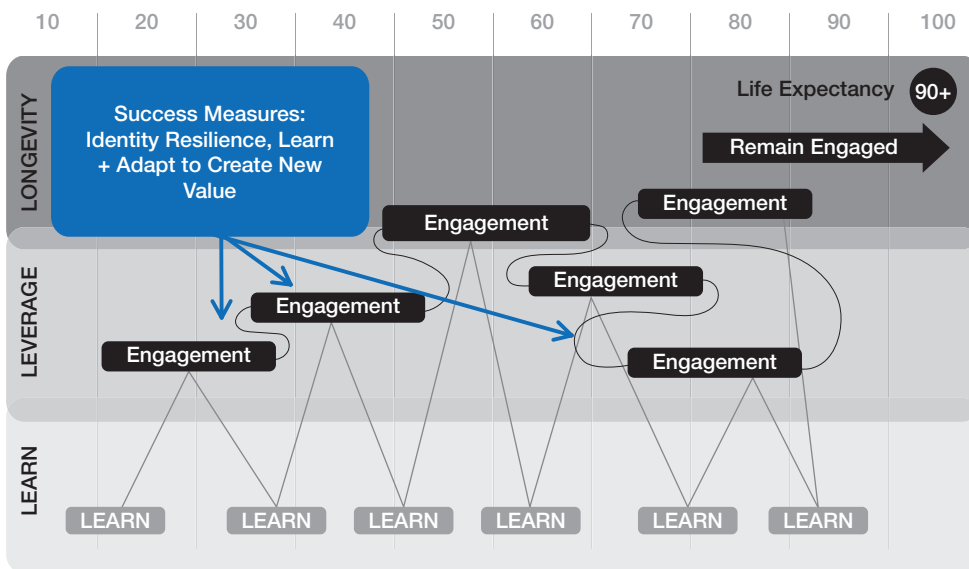 10 20 30 40 50 60 70 80 90 100
LONGEVITY
Success Measures:
Identity Resilience, Learn
+ Adapt to Create New
Value
Life Expectancy 90+
Remain Engaged
Engagement
Engagement
LEVERAGE
Engagement
Engagement
Engagement
Engagement
LEARN
LEARN LEARN LEARN LEARN LEARN LEARN